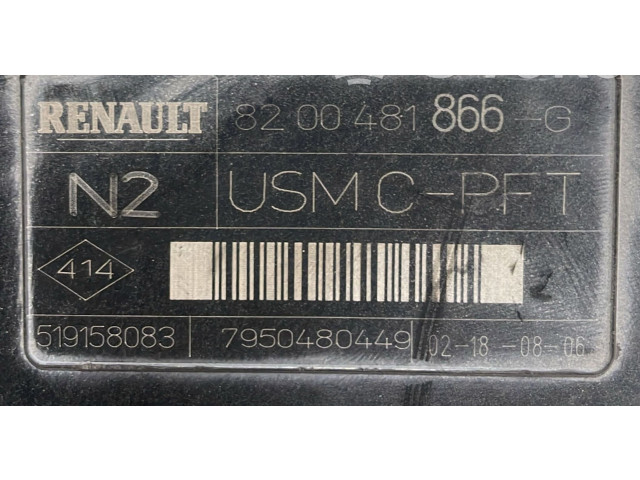 RENAULT 82 00 481 866 -G
N2 USM C-PFT
414
519158083 7950480449 02-18 -08-06